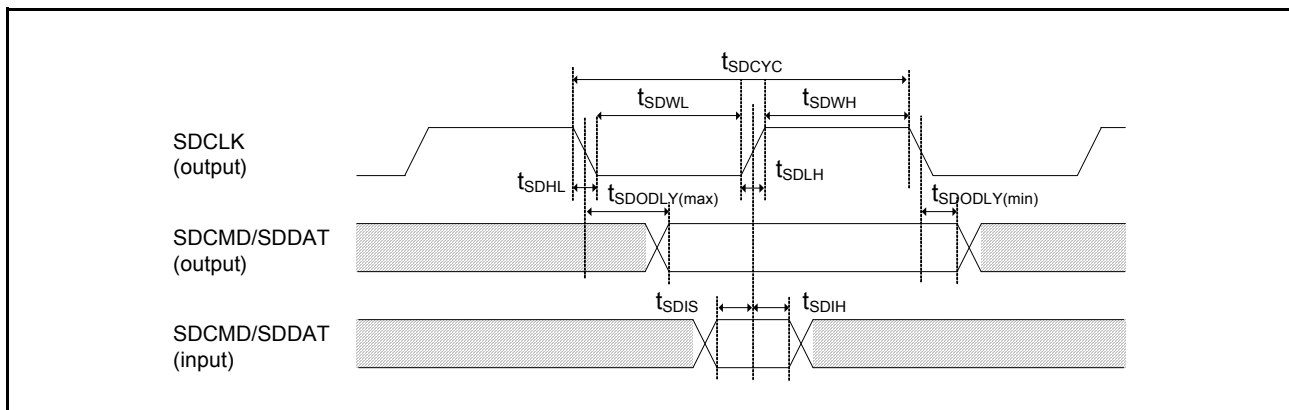 tSDCYC
tSDWL
tSDWH
SDCLK
(output)
tSDHL
tSDLH
tSDODLY(max)
tSDODLY(min)
SDCMD/SDDAT
(output)
tSDIS
tSDIH
SDCMD/SDDAT
(input)